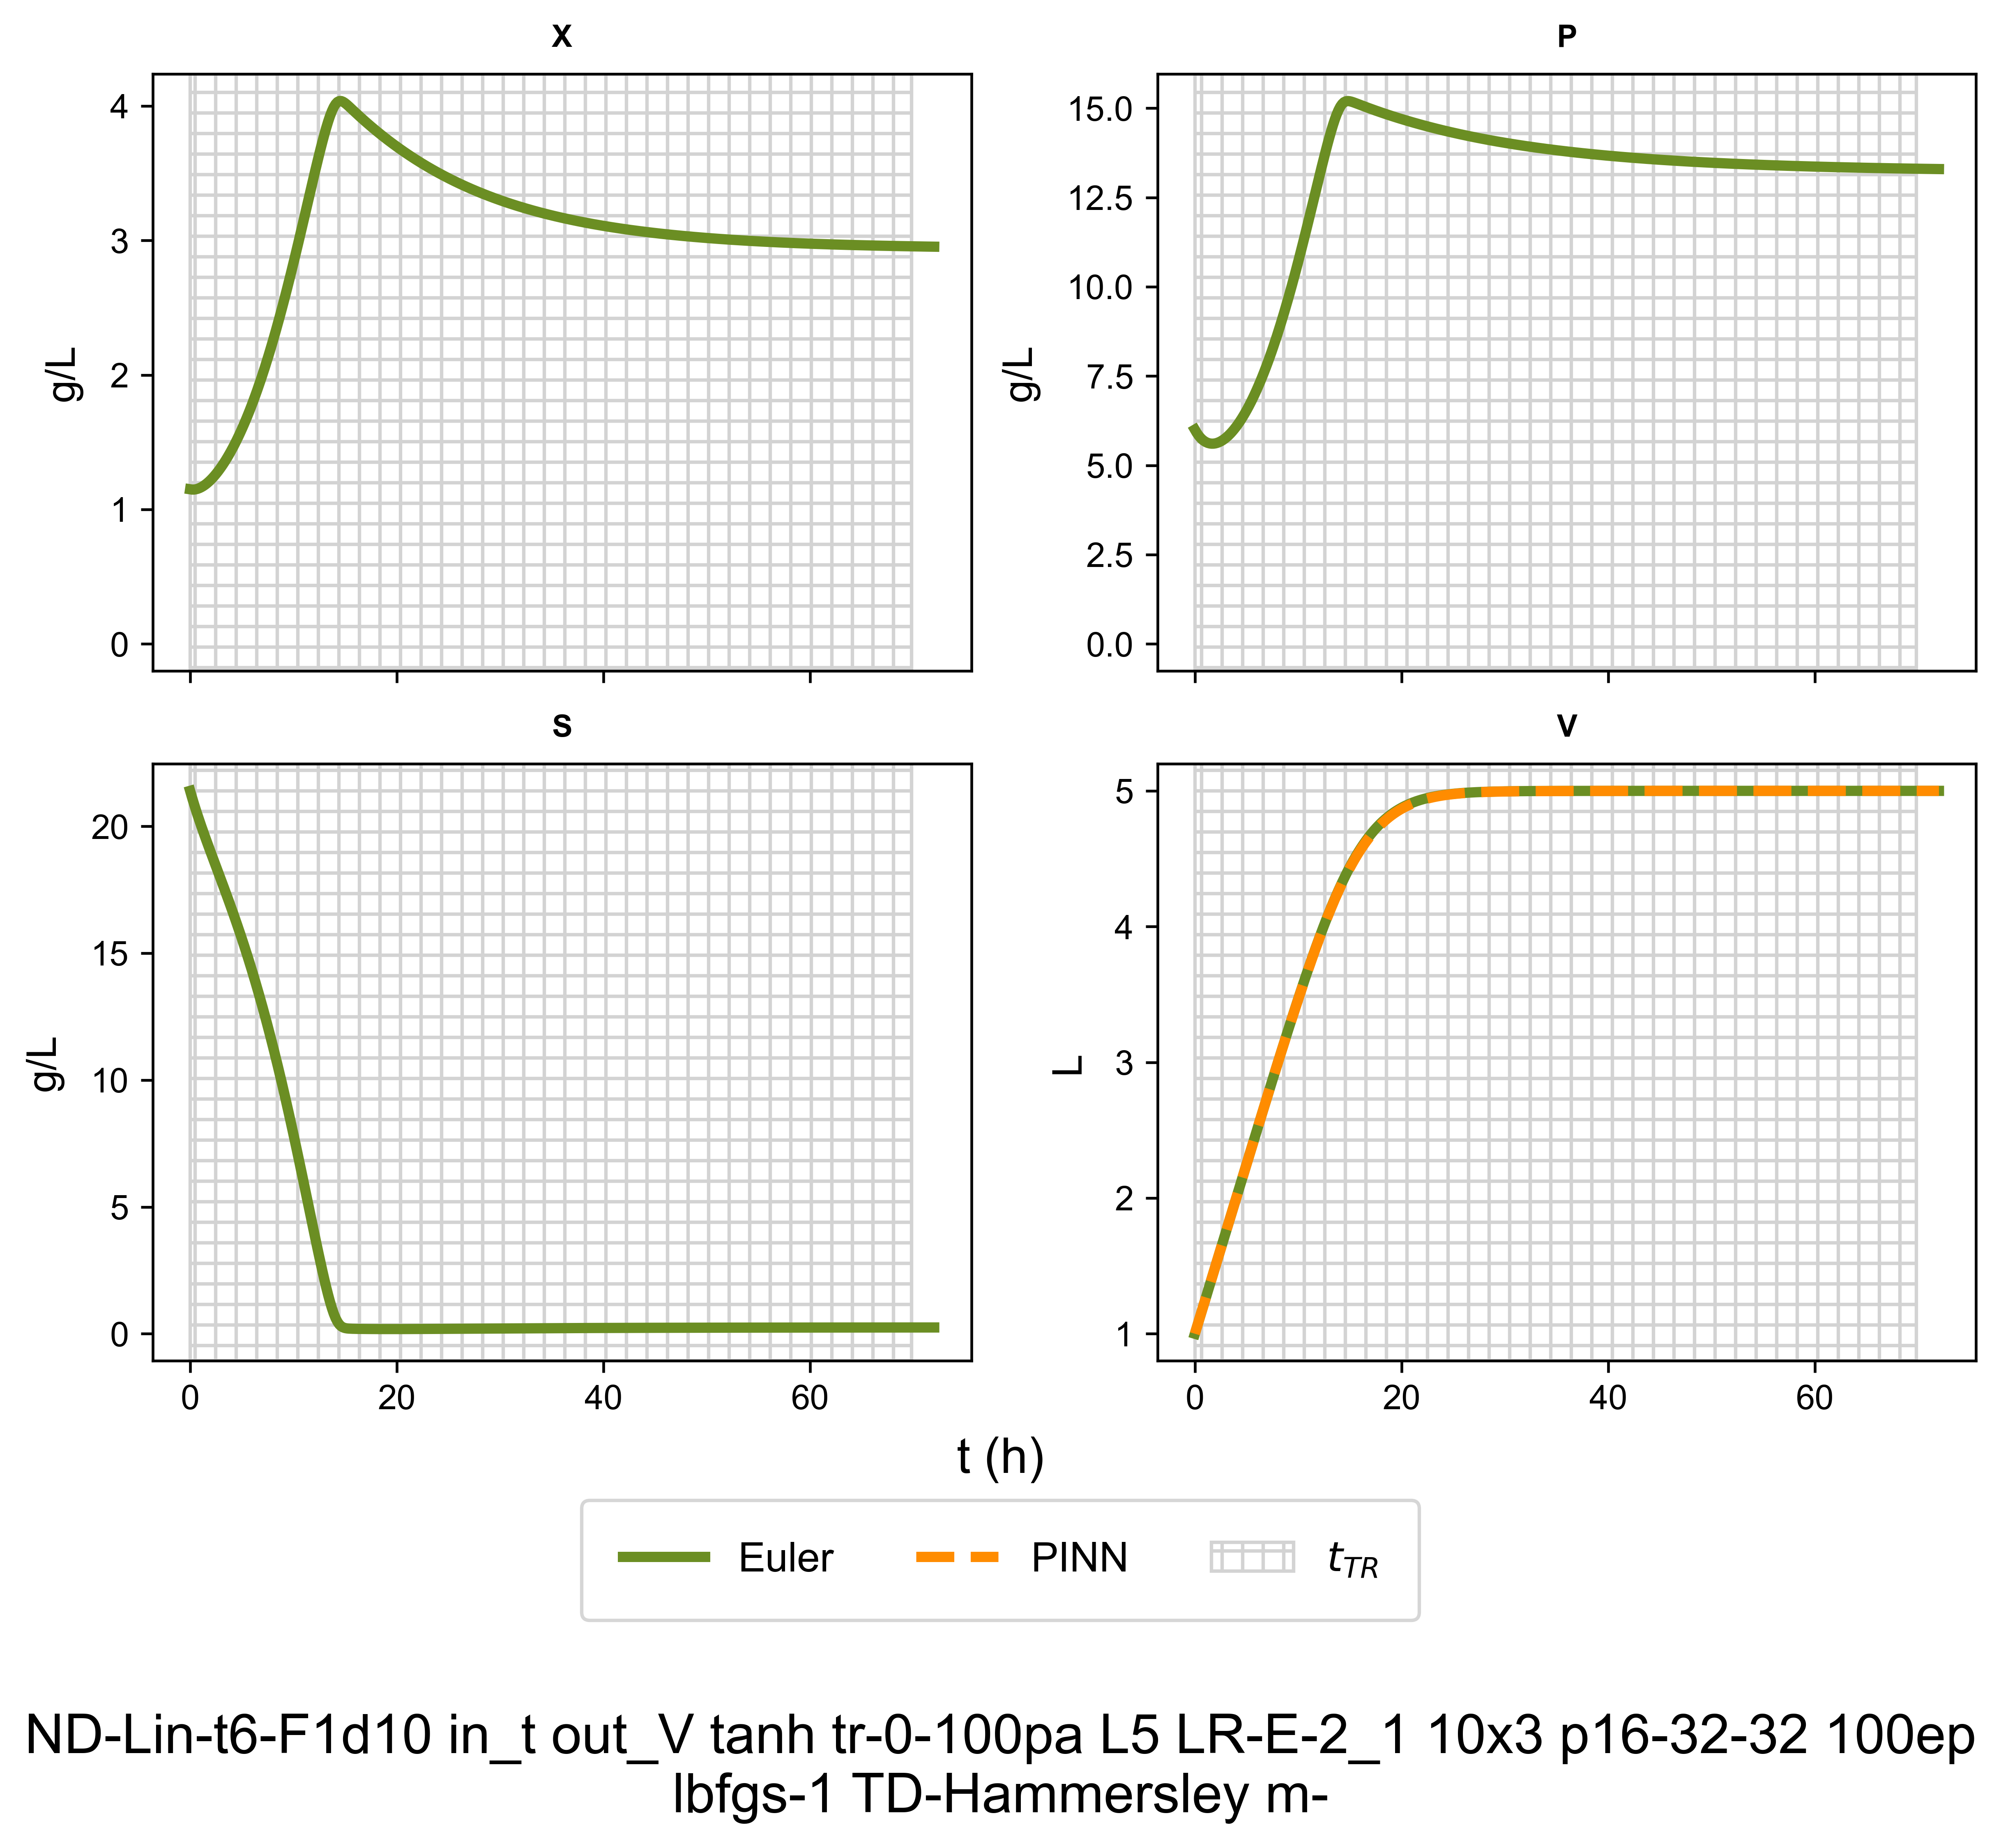 X
P
4
3
2
1
0
g/L
15.0
12.5
10.0
7.5
5.0
2.5
0.0
g/L
S
V
20
15
10
5
0
g/L
0
20
40
60
5
4
3
2
1
L
0
20
40
60
t (h)
Euler
PINN
t_TR
ND-Lin-t6-F1d10 in_t out_V tanh tr-0-100pa L5 LR-E-2_1 10x3 p16-32-32 100ep
lbfgs-1 TD-Hammersley m-